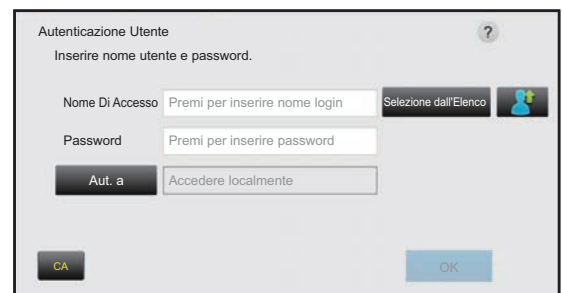 Autenticazione Utente
?
Inserire nome utente e password.
Nome Di Accesso Premi per inserire nome login Selezione dall'Elenco
Password Premi per inserire password
Aut. a Accedere localmente
CA OK